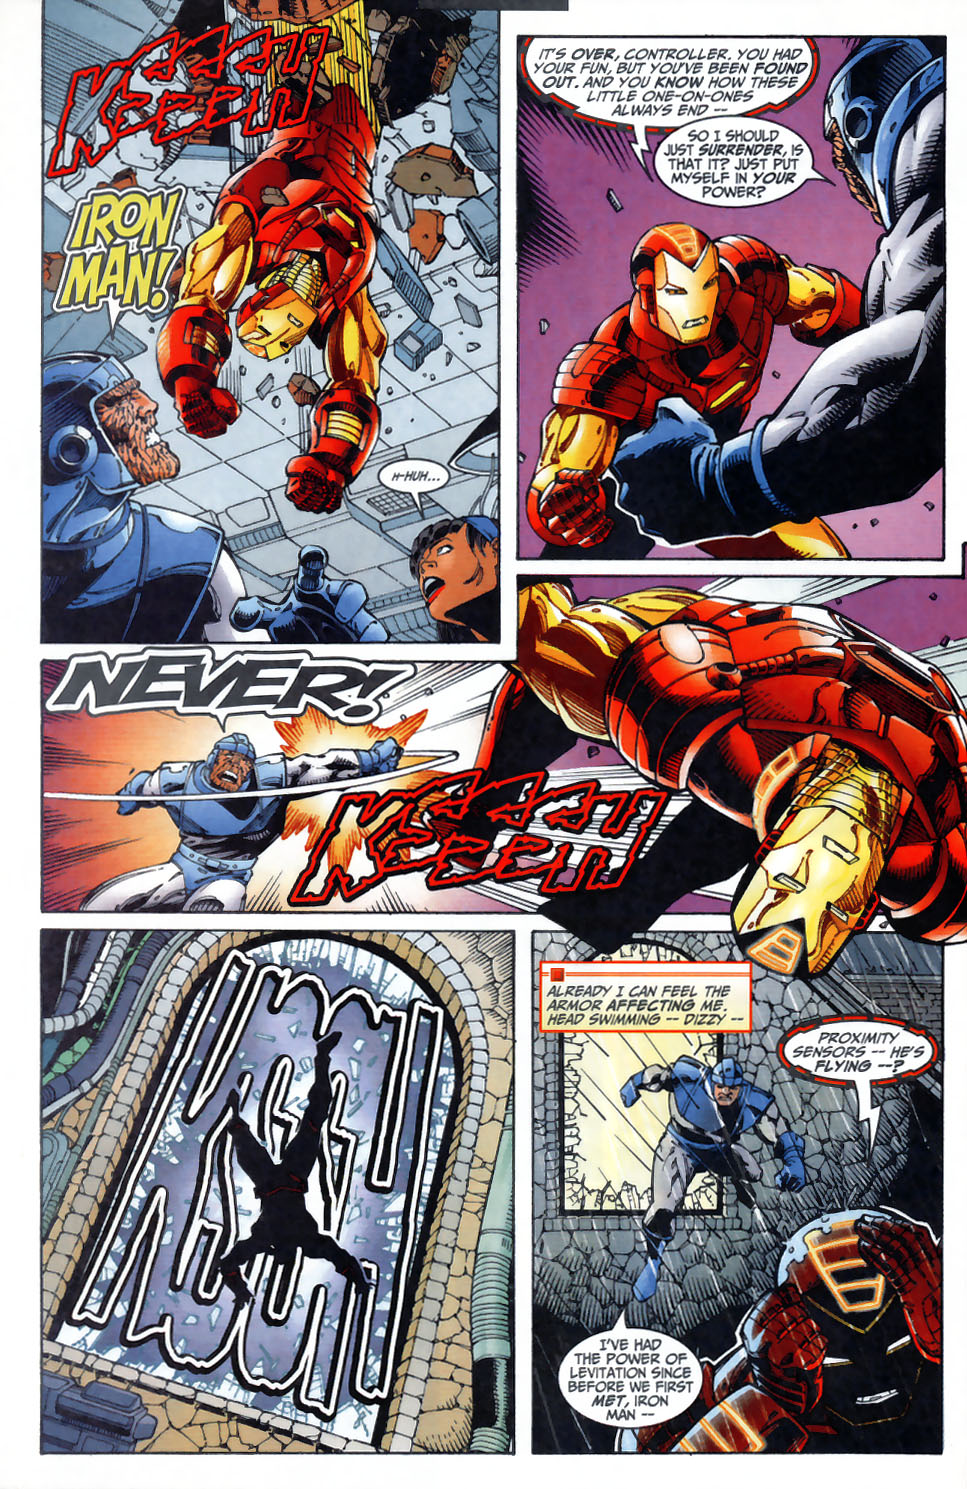 KRAAAAK
KEEEEN
IRON
MAN!
H-HUH...
IT'S OVER, CONTROLLER. YOU HAD
YOUR FUN, BUT YOU'VE BEEN FOUND
OUT. AND YOU KNOW HOW THESE
LITTLE ONE-ON-ONES
ALWAYS END --
SO I SHOULD
JUST SURRENDER, IS
THAT IT? JUST PUT
MYSELF IN YOUR
POWER?
NEVER!
ALREADY I CAN FEEL THE
ARMOR AFFECTING ME.
HEAD SWIMMING -- DIZZY --
PROXIMITY
SENSORS -- HE'S
FLYING --?
I'VE HAD
THE POWER OF
LEVITATION SINCE
BEFORE WE FIRST
MET, IRON
MAN --